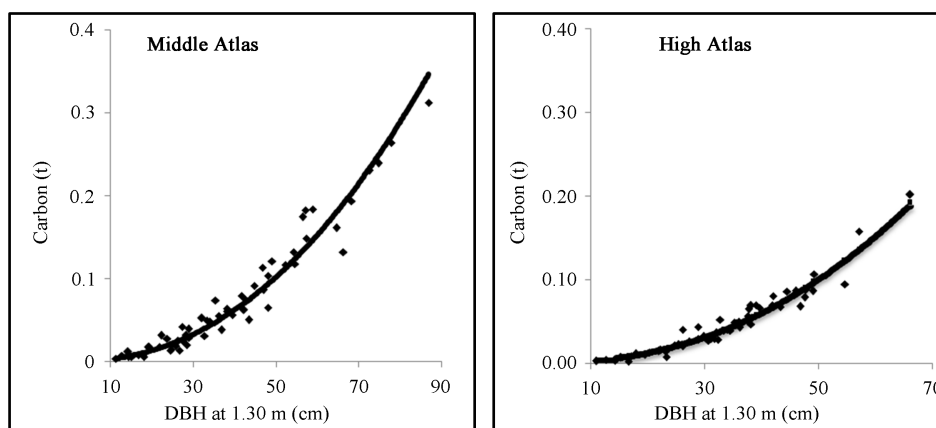 Middle Atlas
0.4
0.3
0.2
0.1
0
Carbon (t)
10 30 50 70 90
DBH at 1.30 m (cm)
High Atlas
0.40
0.30
0.20
0.10
0.00
Carbon (t)
10 30 50 70
DBH at 1.30 m (cm)